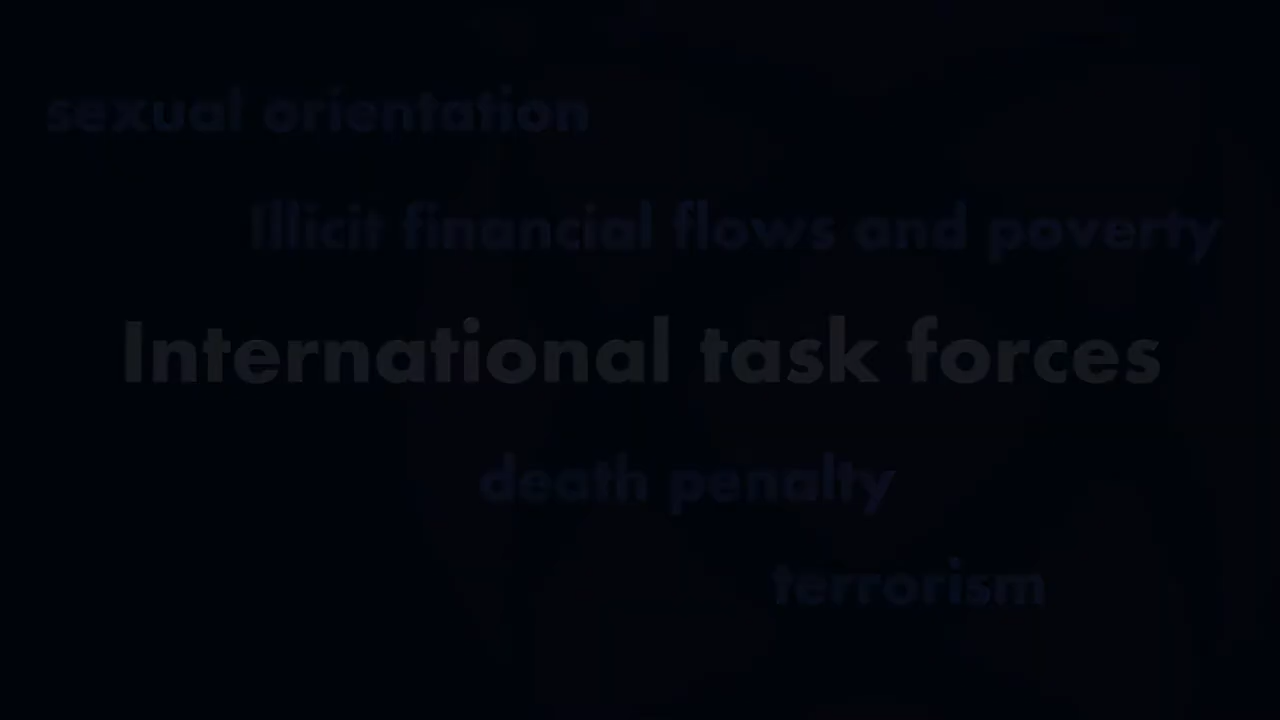 sexual orientation
Illicit financial flows and poverty
International task forces
death penalty
terrorism